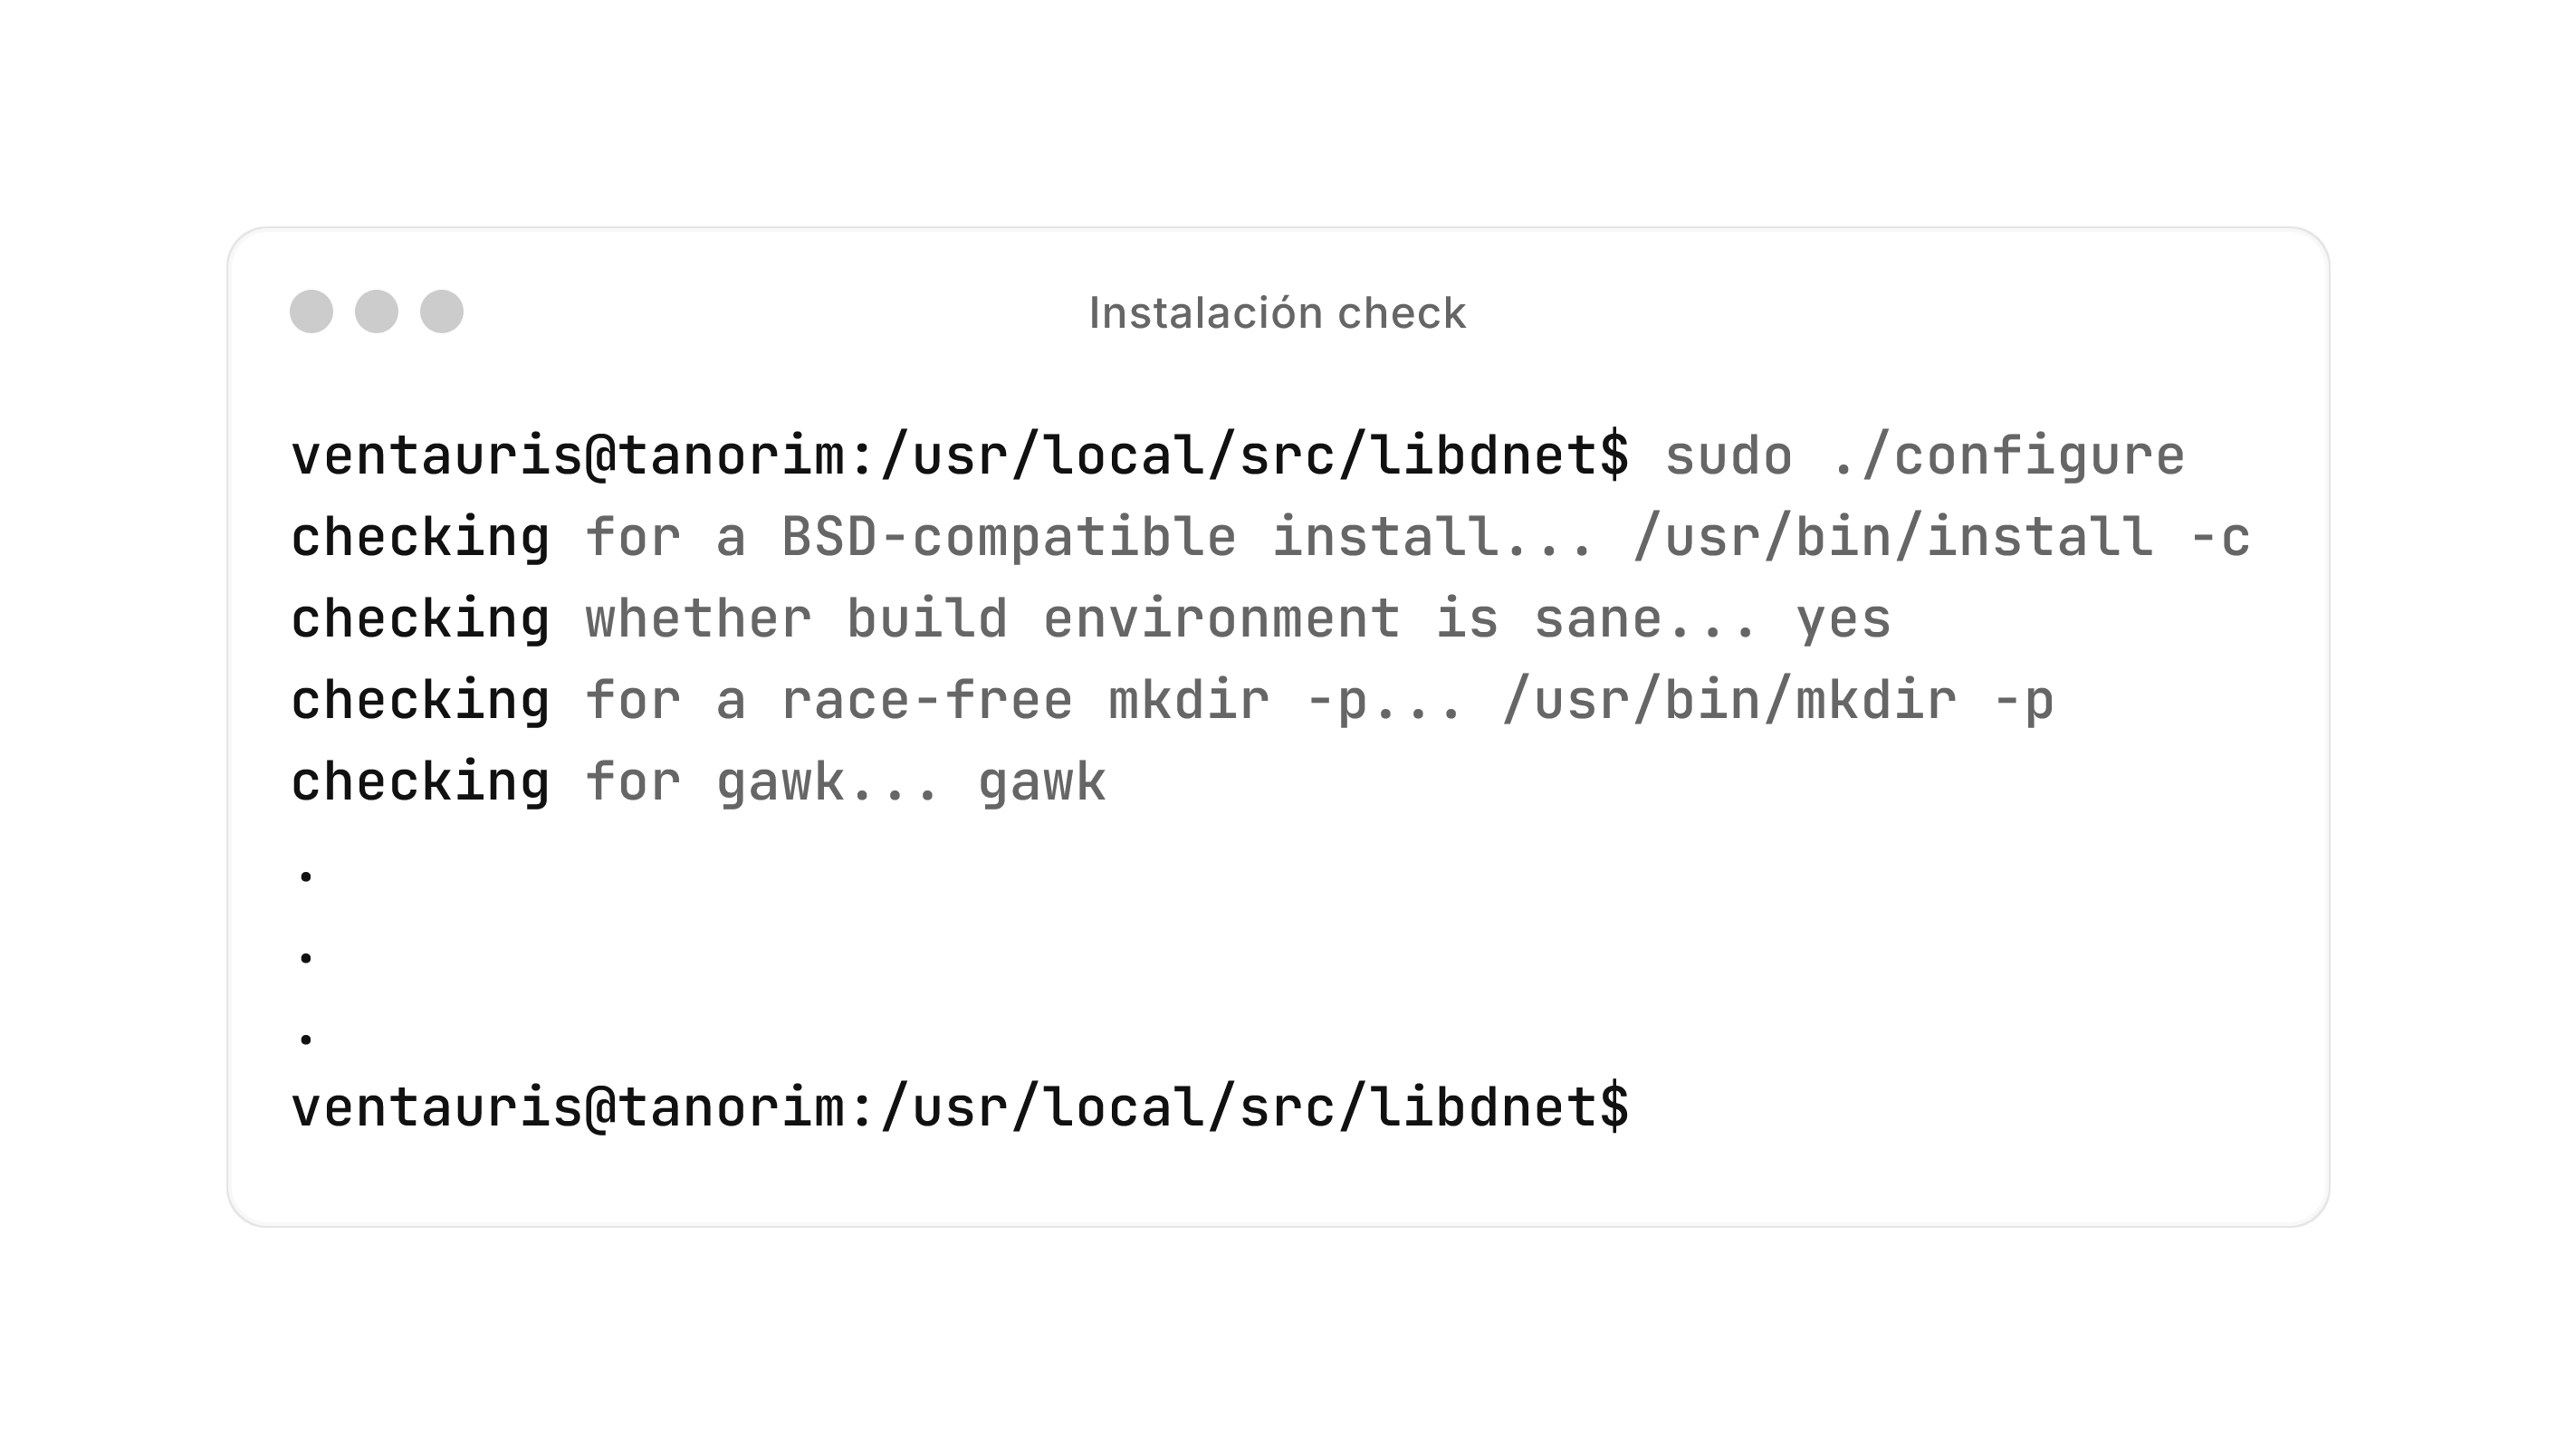 Instalación check
ventauris@tanorim:/usr/local/src/libdnet$ sudo ./configure
checking for a BSD-compatible install... /usr/bin/install -c
checking whether build environment is sane... yes
checking for a race-free mkdir -p... /usr/bin/mkdir -p
checking for gawk... gawk
.
.
.
ventauris@tanorim:/usr/local/src/libdnet$